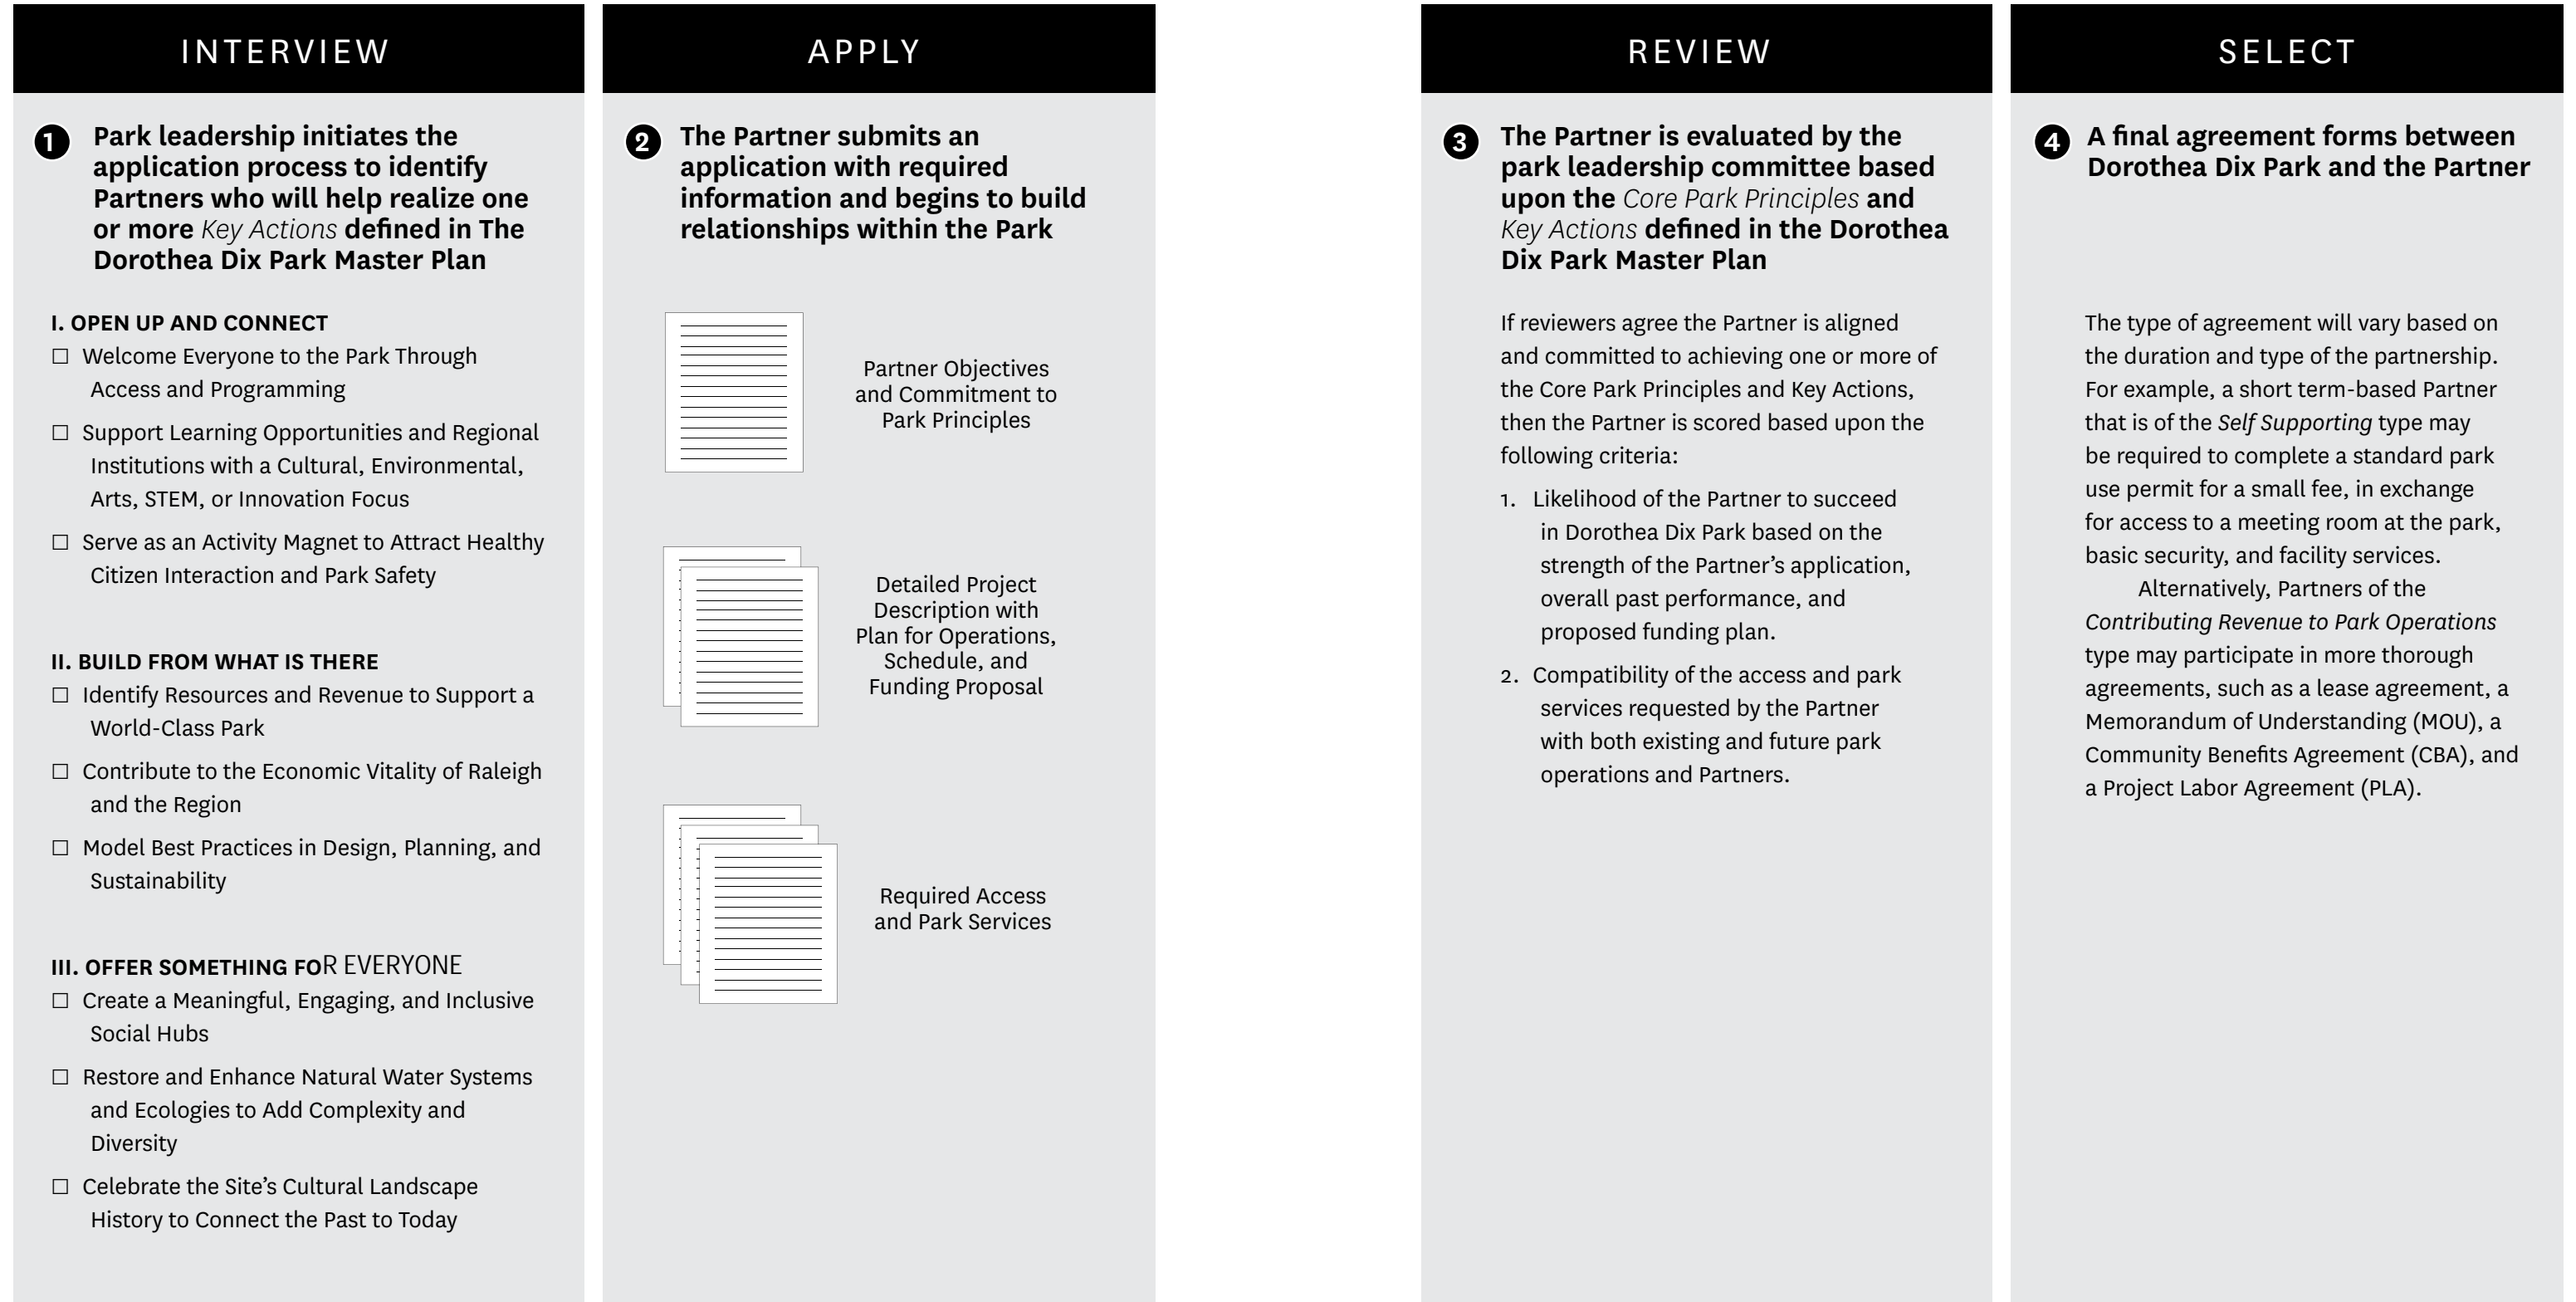 INTERVIEW
1
Park leadership initiates the
application process to identify
Partners who will help realize one
or more Key Actions defined in The
Dorothea Dix Park Master Plan
I. OPEN UP AND CONNECT
☐ Welcome Everyone to the Park Through
Access and Programming
☐ Support Learning Opportunities and Regional
Institutions with a Cultural, Environmental,
Arts, STEM, or Innovation Focus
☐ Serve as an Activity Magnet to Attract Healthy
Citizen Interaction and Park Safety
II. BUILD FROM WHAT IS THERE
☐ Identify Resources and Revenue to Support a
World-Class Park
☐ Contribute to the Economic Vitality of Raleigh
and the Region
☐ Model Best Practices in Design, Planning, and
Sustainability
III. OFFER SOMETHING FOR EVERYONE
☐ Create a Meaningful, Engaging, and Inclusive
Social Hubs
☐ Restore and Enhance Natural Water Systems
and Ecologies to Add Complexity and
Diversity
☐ Celebrate the Site’s Cultural Landscape
History to Connect the Past to Today
APPLY
2
The Partner submits an
application with required
information and begins to build
relationships within the Park
Partner Objectives
and Commitment to
Park Principles
Detailed Project
Description with
Plan for Operations,
Schedule, and
Funding Proposal
Required Access
and Park Services
REVIEW
3
The Partner is evaluated by the
park leadership committee based
upon the Core Park Principles and
Key Actions defined in the Dorothea
Dix Park Master Plan
If reviewers agree the Partner is aligned
and committed to achieving one or more of
the Core Park Principles and Key Actions,
then the Partner is scored based upon the
following criteria:
1. Likelihood of the Partner to succeed
in Dorothea Dix Park based on the
strength of the Partner’s application,
overall past performance, and
proposed funding plan.
2. Compatibility of the access and park
services requested by the Partner
with both existing and future park
operations and Partners.
SELECT
4
A final agreement forms between
Dorothea Dix Park and the Partner
The type of agreement will vary based on
the duration and type of the partnership.
For example, a short term-based Partner
that is of the Self Supporting type may
be required to complete a standard park
use permit for a small fee, in exchange
for access to a meeting room at the park,
basic security, and facility services.
Alternatively, Partners of the
Contributing Revenue to Park Operations
type may participate in more thorough
agreements, such as a lease agreement, a
Memorandum of Understanding (MOU), a
Community Benefits Agreement (CBA), and
a Project Labor Agreement (PLA).